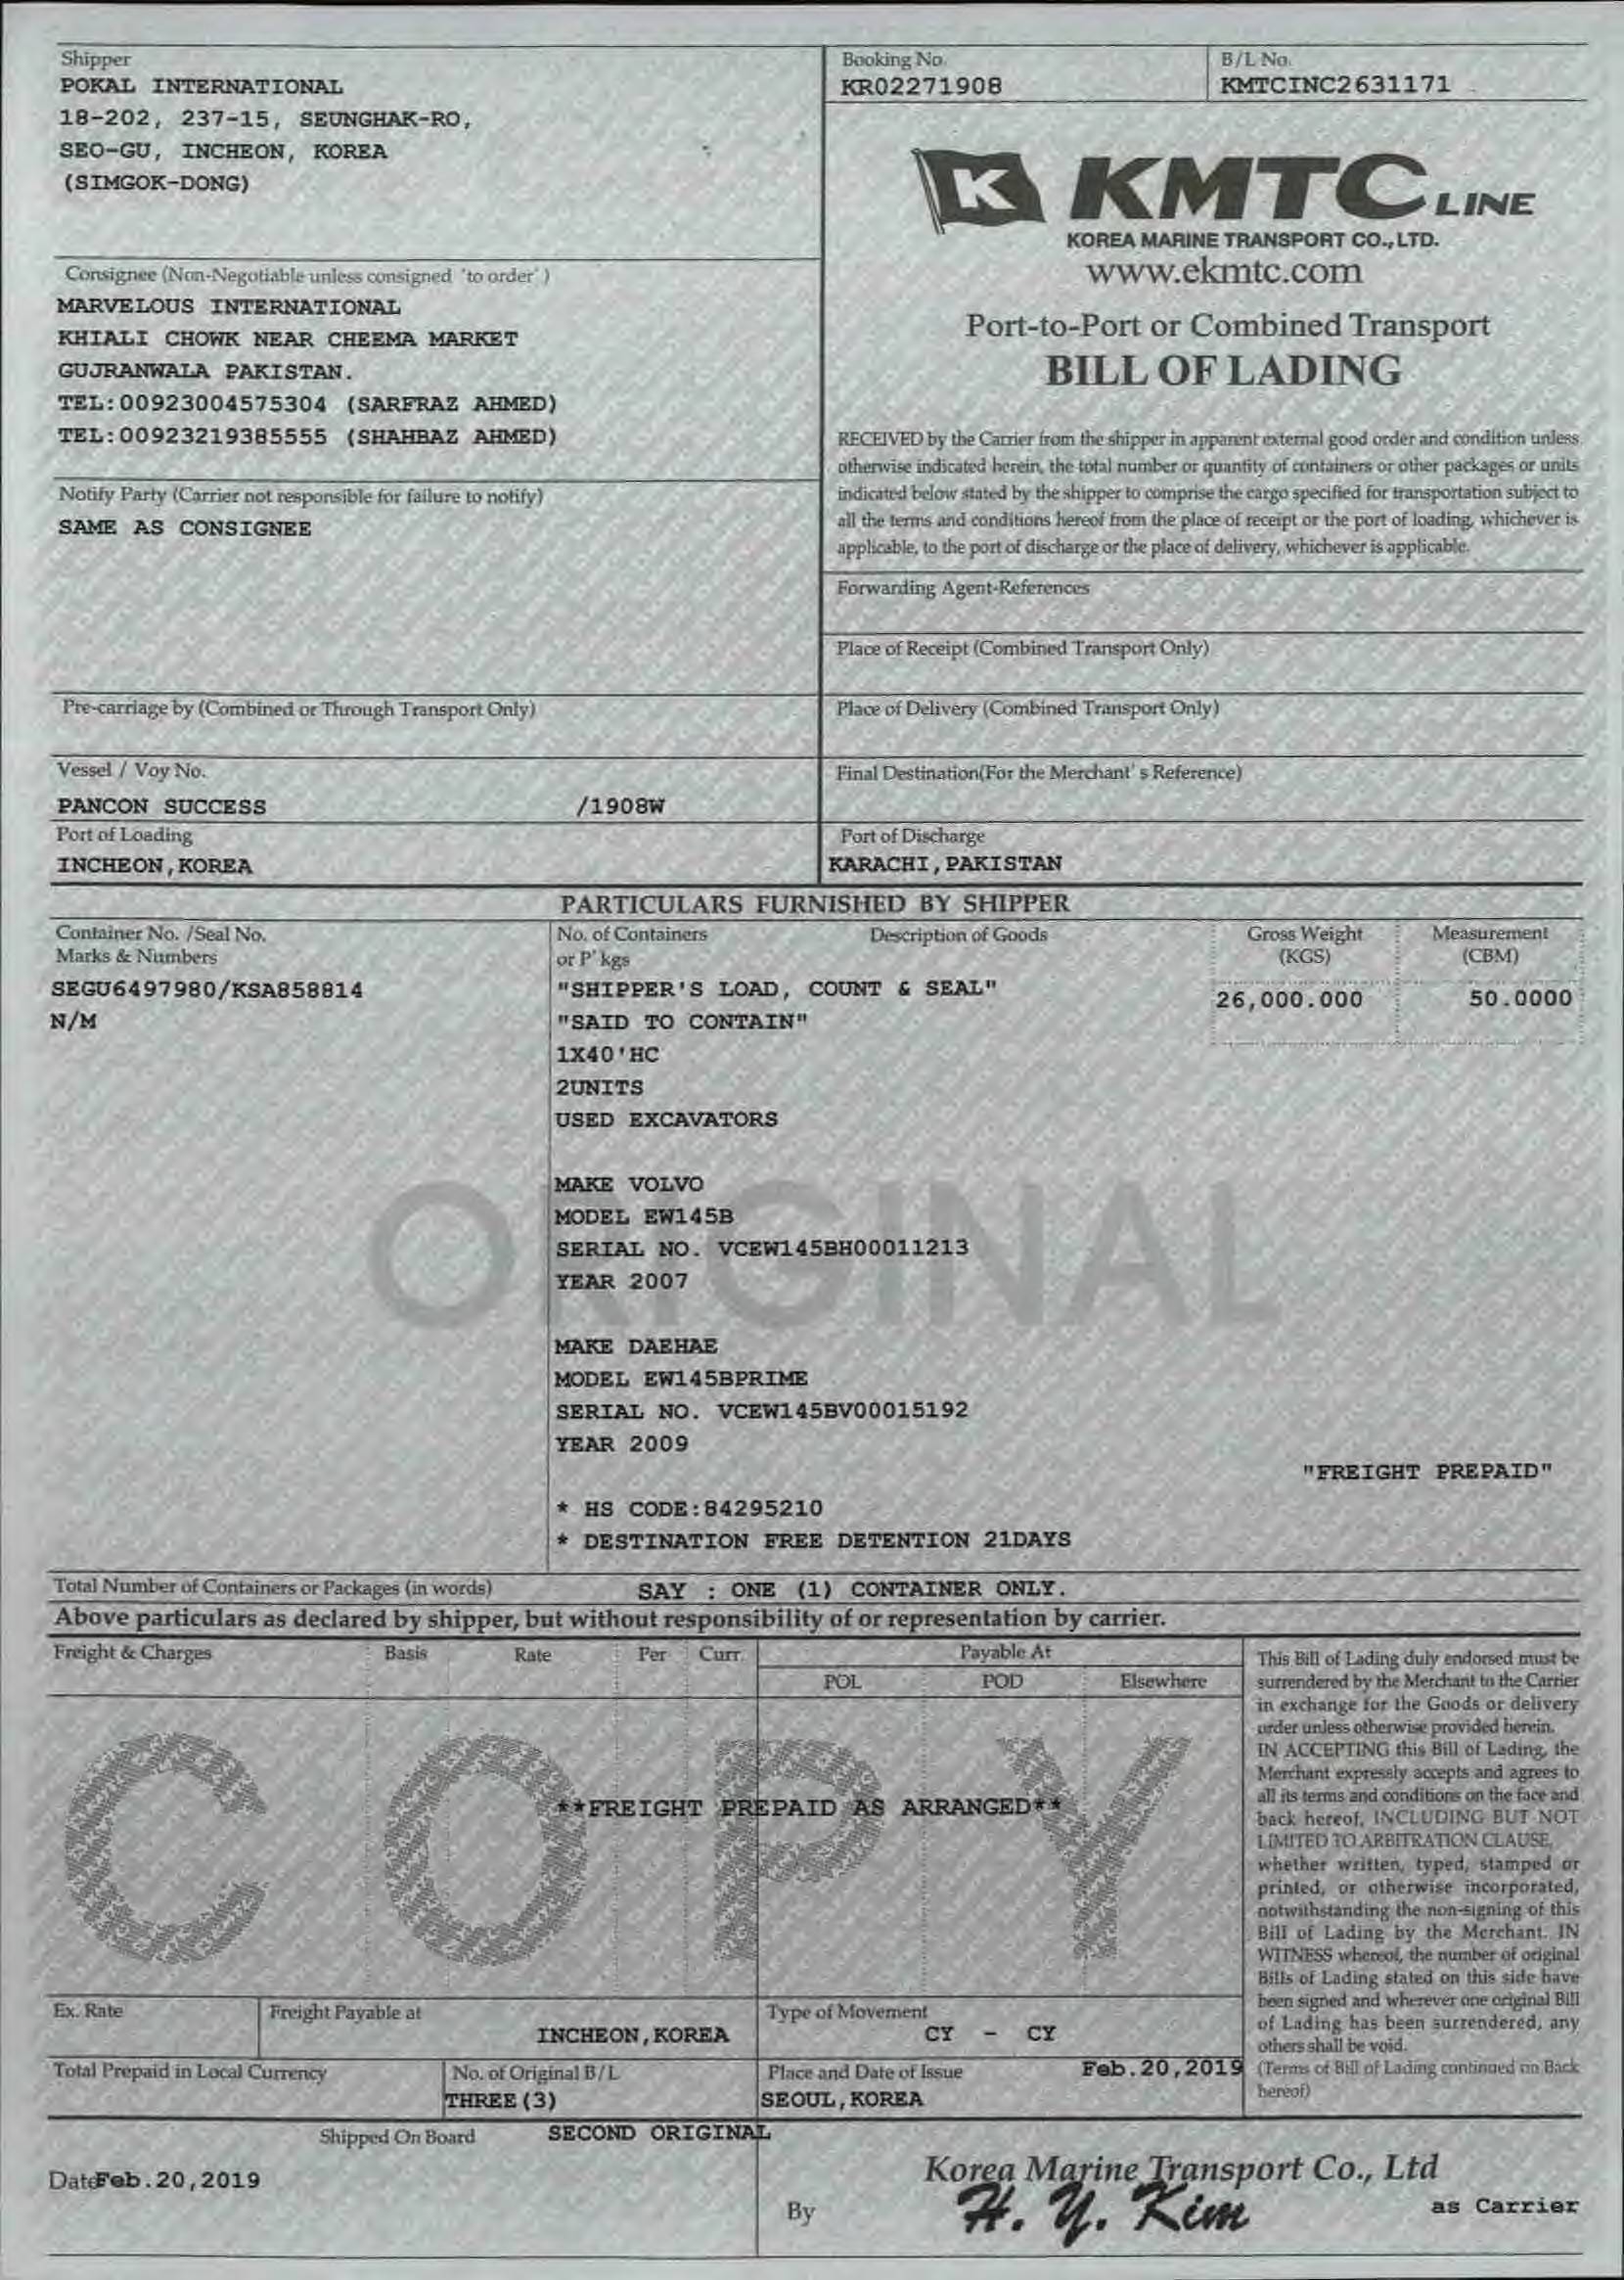 Shipper
POKAL INTERNATIONAL
18-202, 237-15, SEUNGHAK-RO,
SEO-GU, INCHEON, KOREA
(SIMGOK-DONG)
Booking No.
KR02271908
B/L No.
KMTCINC2631171
K KMTC LINE
KOREA MARINE TRANSPORT CO., LTD.
www.ekmtc.com
Port-to-Port or Combined Transport
BILL OF LADING
Consignee (Non-Negotiable unless consigned 'to order' )
MARVELOUS INTERNATIONAL
KHIALI CHOWK NEAR CHEEMA MARKET
GUJRANWALA PAKISTAN.
TEL:00923004575304 (SARFRAZ AHMED)
TEL:00923219385555 (SHAHBAZ AHMED)
RECEIVED by the Carrier from the shipper in apparent external good order and condition unless
otherwise indicated herein, the total number or quantity of containers or other packages or units
indicated below stated by the shipper to comprise the cargo specified for transportation subject to
all the terms and conditions hereof from the place of receipt or the port of loading, whichever is
applicable, to the port of discharge or the place of delivery, whichever is applicable.
Notify Party (Carrier not responsible for failure to notify)
SAME AS CONSIGNEE
Forwarding Agent-References
Place of Receipt (Combined Transport Only)
Pre-carriage by (Combined or Through Transport Only)
Place of Delivery (Combined Transport Only)
Vessel / Voy No.
PANCON SUCCESS /1908W
Final Destination(For the Merchant' s Reference)
Port of Loading
INCHEON,KOREA
Port of Discharge
KARACHI,PAKISTAN
PARTICULARS FURNISHED BY SHIPPER
Container No. /Seal No.
Marks & Numbers
No. of Containers
or P' kgs
Description of Goods
Gross Weight
(KGS)
Measurement
(CBM)
SEGU6497980/KSA858814
N/M
"SHIPPER'S LOAD, COUNT & SEAL"
26,000.000
50.0000
"SAID TO CONTAIN"
1X40'HC
2UNITS
USED EXCAVATORS
ORIGINAL
MAKE VOLVO
MODEL EW145B
SERIAL NO. VCEW145BH00011213
YEAR 2007
MAKE DAEHAE
MODEL EW145BPRIME
SERIAL NO. VCEW145BV00015192
YEAR 2009
"FREIGHT PREPAID"
* HS CODE:84295210
* DESTINATION FREE DETENTION 21DAYS
Total Number of Containers or Packages (in words)
SAY : ONE (1) CONTAINER ONLY.
Above particulars as declared by shipper, but without responsibility of or representation by carrier.
Freight & Charges
Basis
Rate
Per
Curr.
Payable At
POL
POD
Elsewhere
COPY
**FREIGHT PREPAID AS ARRANGED**
This Bill of Lading duly endorsed must be
surrendered by the Merchant to the Carrier
in exchange for the Goods or delivery
order unless otherwise provided herein.
IN ACCEPTING this Bill of Lading, the
Merchant expressly accepts and agrees to
all its terms and conditions on the face and
back hereof, INCLUDING BUT NOT
LIMITED TO ARBITRATION CLAUSE,
whether written, typed, stamped or
printed, or otherwise incorporated,
notwithstanding the non-signing of this
Bill of Lading by the Merchant. IN
WITNESS whereof, the number of original
Bills of Lading stated on this side have
been signed and wherever one original Bill
of Lading has been surrendered, any
others shall be void.
(Terms of Bill of Lading continued on Back
hereof)
Ex. Rate
Freight Payable at
INCHEON,KOREA
Type of Movement
CY - CY
Total Prepaid in Local Currency
No. of Original B/L
THREE(3)
Place and Date of Issue
Feb.20,2019
SEOUL,KOREA
Shipped On Board
SECOND ORIGINAL
Date Feb.20,2019
Korea Marine Transport Co., Ltd
By
H. Y. Kim
as Carrier